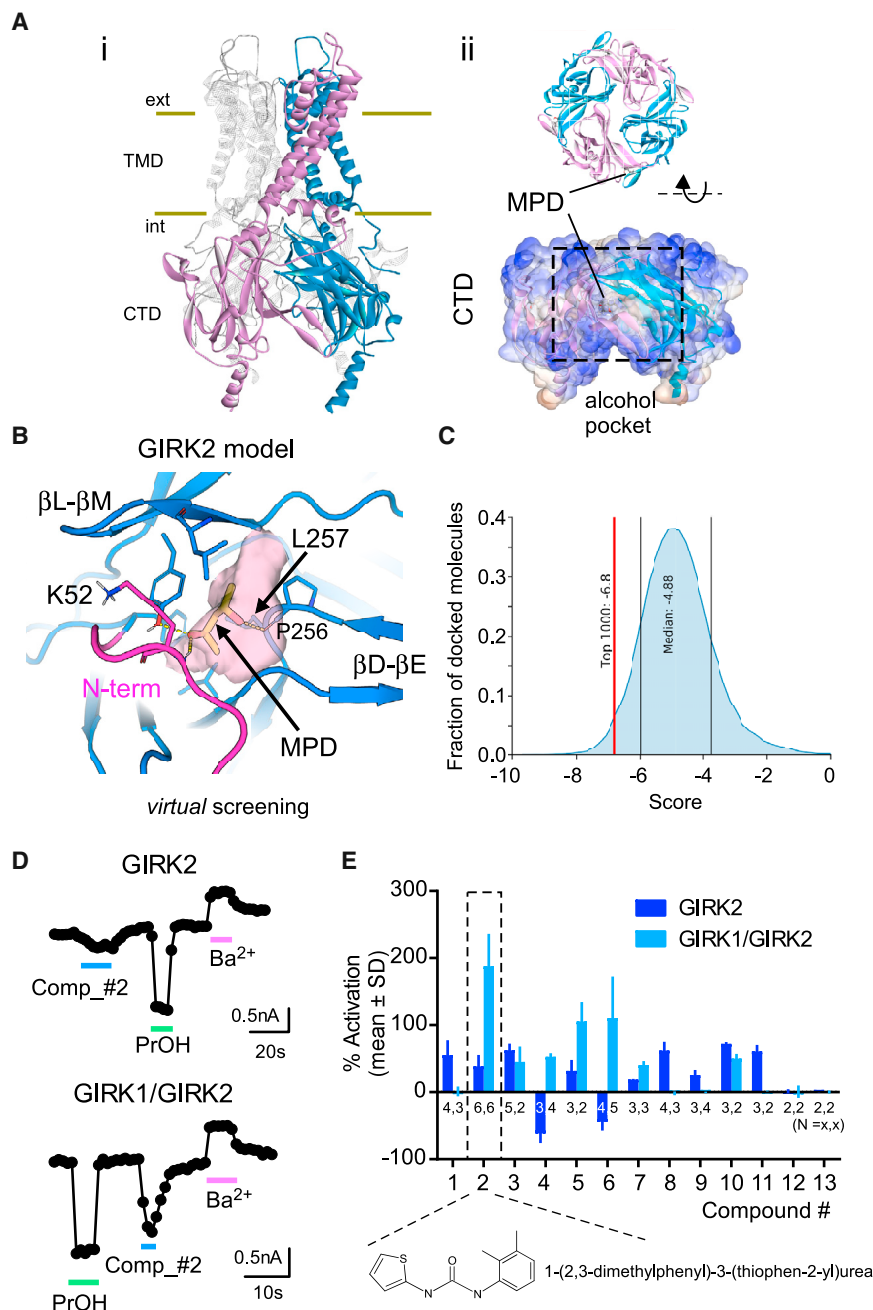 A
i
ii
ext
TMD
int
CTD
MPD
CTD
alcohol
pocket
B
GIRK2 model
βL-βM
L257
K52
P256
N-term
βD-βE
MPD
virtual screening
C
0.4
0.3
0.2
0.1
0.0
Fraction of docked molecules
Top 1000: -6.8
Median: -4.88
-10 -8 -6 -4 -2 0
Score
D
GIRK2
Comp_#2
Ba2+
PrOH
0.5nA
20s
GIRK1/GIRK2
Ba2+
Comp_#2
PrOH
0.5nA
10s
E
300
200
100
0
-100
% Activation
(mean ± SD)
GIRK2
GIRK1/GIRK2
4,3 6,6 5,2 3 4 3,2 4 5 3,3 4,3 3,4 3,2 3,2 2,2 2,2
(N =x,x)
1 2 3 4 5 6 7 8 9 10 11 12 13
Compound #
S
O
N
H
N
H
1-(2,3-dimethylphenyl)-3-(thiophen-2-yl)urea